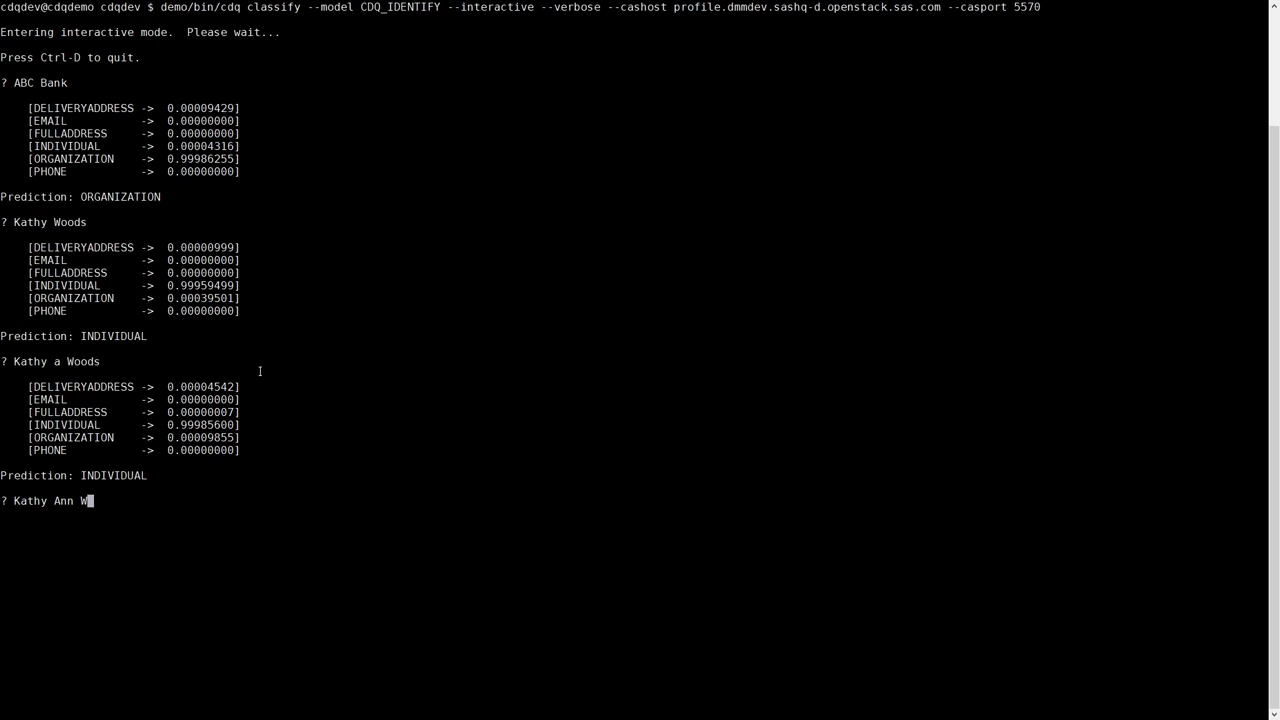 cdqdev@cdqdemo cdqdev $ demo/bin/cdq classify --model CDQ_IDENTIFY --interactive --verbose --cashost profile.dmmdev.sashq-d.openstack.sas.com --casport 5570
Entering interactive mode.  Please wait...
Press Ctrl-D to quit.
? ABC Bank
[DELIVERYADDRESS ->  0.00009429]
[EMAIL           ->  0.00000000]
[FULLADDRESS     ->  0.00000000]
[INDIVIDUAL      ->  0.00004316]
[ORGANIZATION    ->  0.99986255]
[PHONE           ->  0.00000000]
Prediction: ORGANIZATION
? Kathy Woods
[DELIVERYADDRESS ->  0.00000999]
[EMAIL           ->  0.00000000]
[FULLADDRESS     ->  0.00000000]
[INDIVIDUAL      ->  0.99959499]
[ORGANIZATION    ->  0.00039501]
[PHONE           ->  0.00000000]
Prediction: INDIVIDUAL
? Kathy a Woods
[DELIVERYADDRESS ->  0.00004542]
[EMAIL           ->  0.00000000]
[FULLADDRESS     ->  0.00000007]
[INDIVIDUAL      ->  0.99985600]
[ORGANIZATION    ->  0.00009855]
[PHONE           ->  0.00000000]
Prediction: INDIVIDUAL
? Kathy Ann W